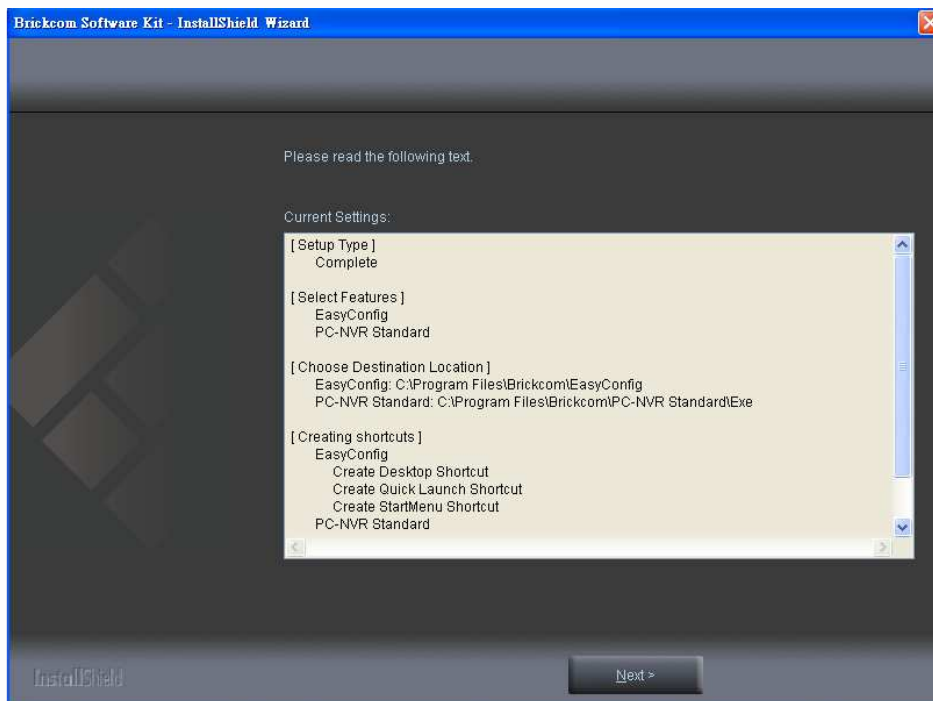 Brickcom Software Kit - InstallShield Wizard
Please read the following text.
Current Settings:
[ Setup Type ]
Complete
[ Select Features ]
EasyConfig
PC-NVR Standard
[ Choose Destination Location ]
EasyConfig: C:\Program Files\Brickcom\EasyConfig
PC-NVR Standard: C:\Program Files\Brickcom\PC-NVR Standard\Exe
[ Creating shortcuts ]
EasyConfig
Create Desktop Shortcut
Create Quick Launch Shortcut
Create StartMenu Shortcut
PC-NVR Standard
InstallShield
Next >